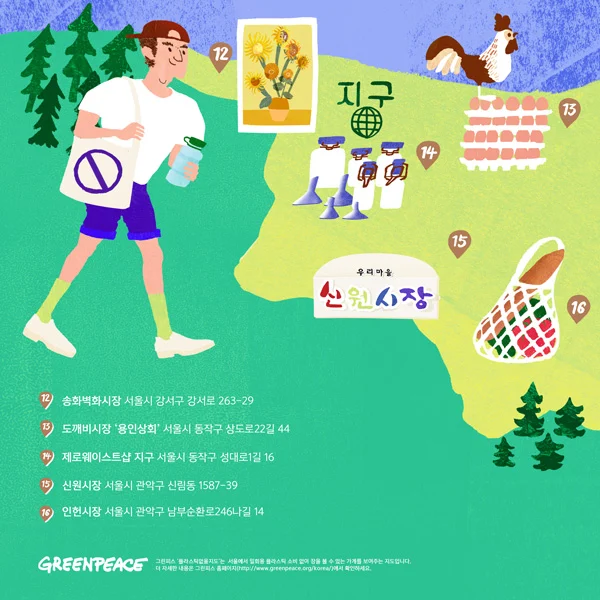 12
지구
13
14
우리마을
신원시장
15
16
12 송화벽화시장 서울시 강서구 강서로 263-29
13 도깨비시장 '용인상회' 서울시 동작구 상도로22길 44
14 제로웨이스트샵 지구 서울시 동작구 성대로1길 16
15 신원시장 서울시 관악구 신림동 1587-39
16 인헌시장 서울시 관악구 남부순환로246나길 14
GREENPEACE
그린피스 '플라스틱없을지도'는 서울에서 일회용 플라스틱 소비 없이 장을 볼 수 있는 가게를 보여주는 지도입니다.
더 자세한 내용은 그린피스 홈페이지(http://www.greenpeace.org/korea/)에서 확인하세요.